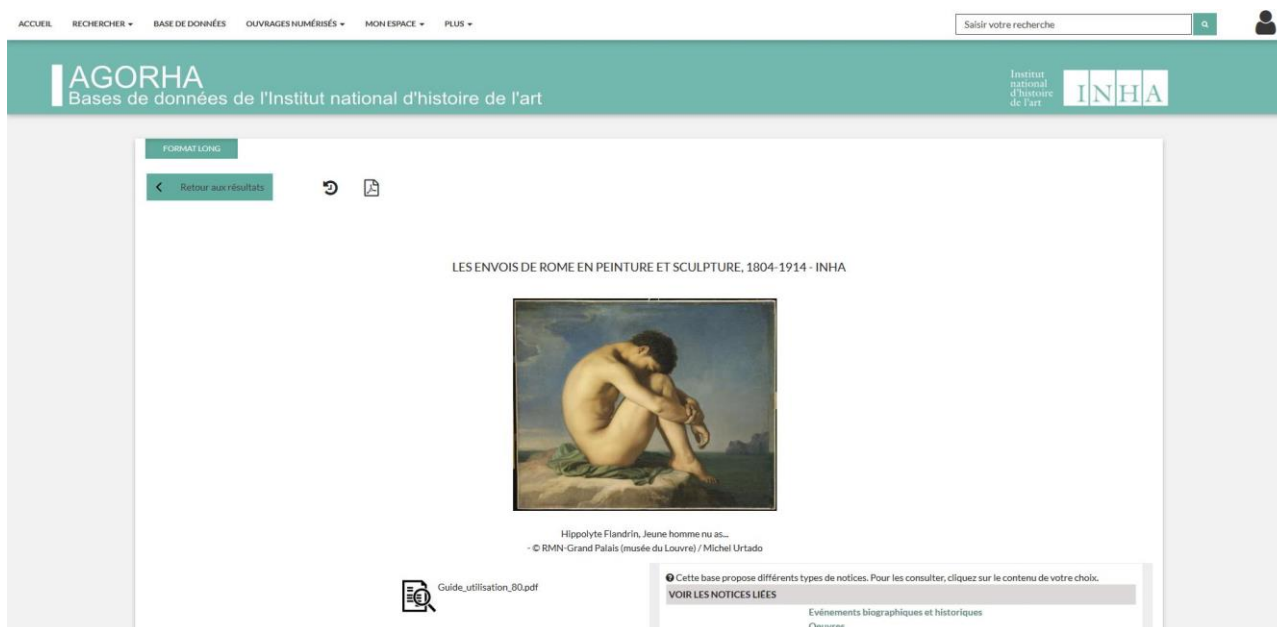 ACCUEIL RECHERCHER BASE DE DONNÉES OUVRAGES NUMÉRISÉS MON ESPACE PLUS Saisir votre recherche
AGORHA
Bases de données de l'Institut national d'histoire de l'art
Institut
national
d'histoire
de l'art
INHA
FORMAT LONG
Retour aux résultats
LES ENVOIS DE ROME EN PEINTURE ET SCULPTURE, 1804-1914 - INHA
Hippolyte Flandrin, Jeune homme nu as...
- © RMN-Grand Palais (musée du Louvre) / Michel Urtado
Guide_utilisation_80.pdf
Cette base propose différents types de notices. Pour les consulter, cliquez sur le contenu de votre choix.
VOIR LES NOTICES LIÉES
Evénements biographiques et historiques
Oeuvres